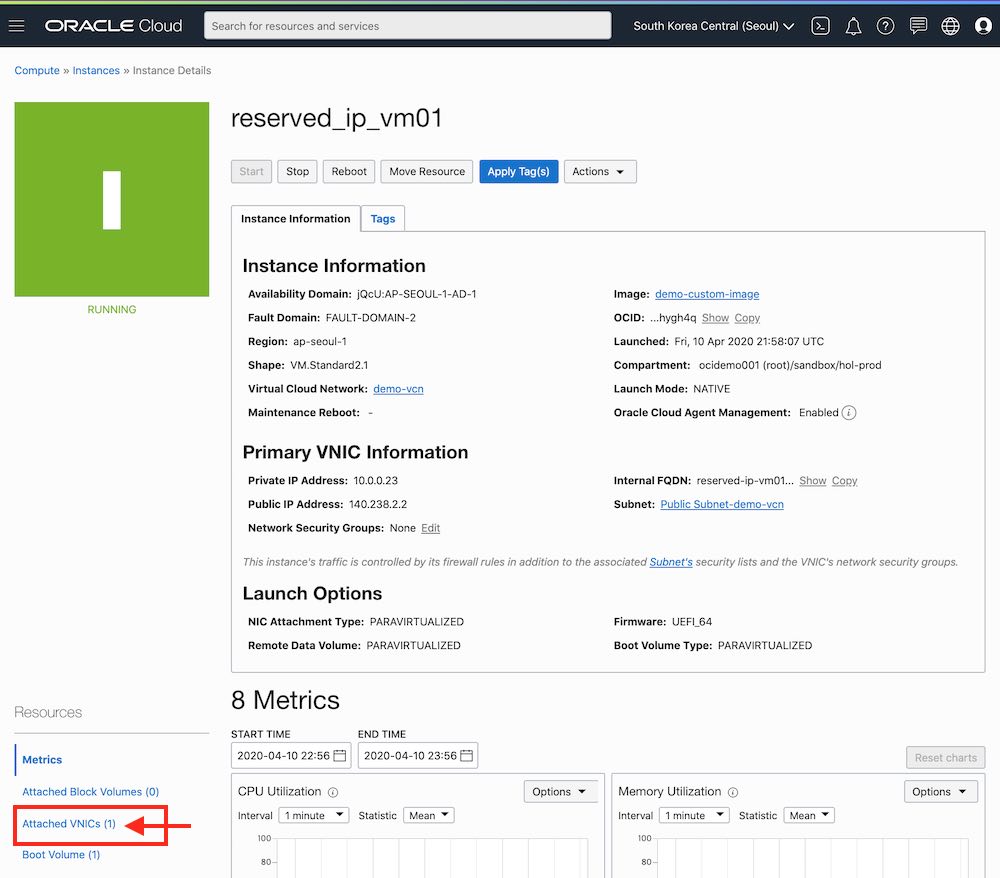 ORACLE Cloud
Search for resources and services
South Korea Central (Seoul)
Compute » Instances » Instance Details
reserved_ip_vm01
Start Stop Reboot Move Resource Apply Tag(s) Actions
RUNNING
Instance Information Tags
Instance Information
Availability Domain: jQcU:AP-SEOUL-1-AD-1
Fault Domain: FAULT-DOMAIN-2
Region: ap-seoul-1
Shape: VM.Standard2.1
Virtual Cloud Network: demo-vcn
Maintenance Reboot: -
Image: demo-custom-image
OCID: ...hygh4q Show Copy
Launched: Fri, 10 Apr 2020 21:58:07 UTC
Compartment: ocidemo001 (root)/sandbox/hol-prod
Launch Mode: NATIVE
Oracle Cloud Agent Management: Enabled
Primary VNIC Information
Private IP Address: 10.0.0.23
Public IP Address: 140.238.2.2
Network Security Groups: None Edit
Internal FQDN: reserved-ip-vm01... Show Copy
Subnet: Public Subnet-demo-vcn
This instance's traffic is controlled by its firewall rules in addition to the associated Subnet's security lists and the VNIC's network security groups.
Launch Options
NIC Attachment Type: PARAVIRTUALIZED
Remote Data Volume: PARAVIRTUALIZED
Firmware: UEFI_64
Boot Volume Type: PARAVIRTUALIZED
Resources
Metrics
Attached Block Volumes (0)
Attached VNICs (1)
Boot Volume (1)
8 Metrics
START TIME END TIME
2020-04-10 22:56 2020-04-10 23:56
Reset charts
CPU Utilization Options
Interval 1 minute Statistic Mean
100
80
Memory Utilization Options
Interval 1 minute Statistic Mean
100
80